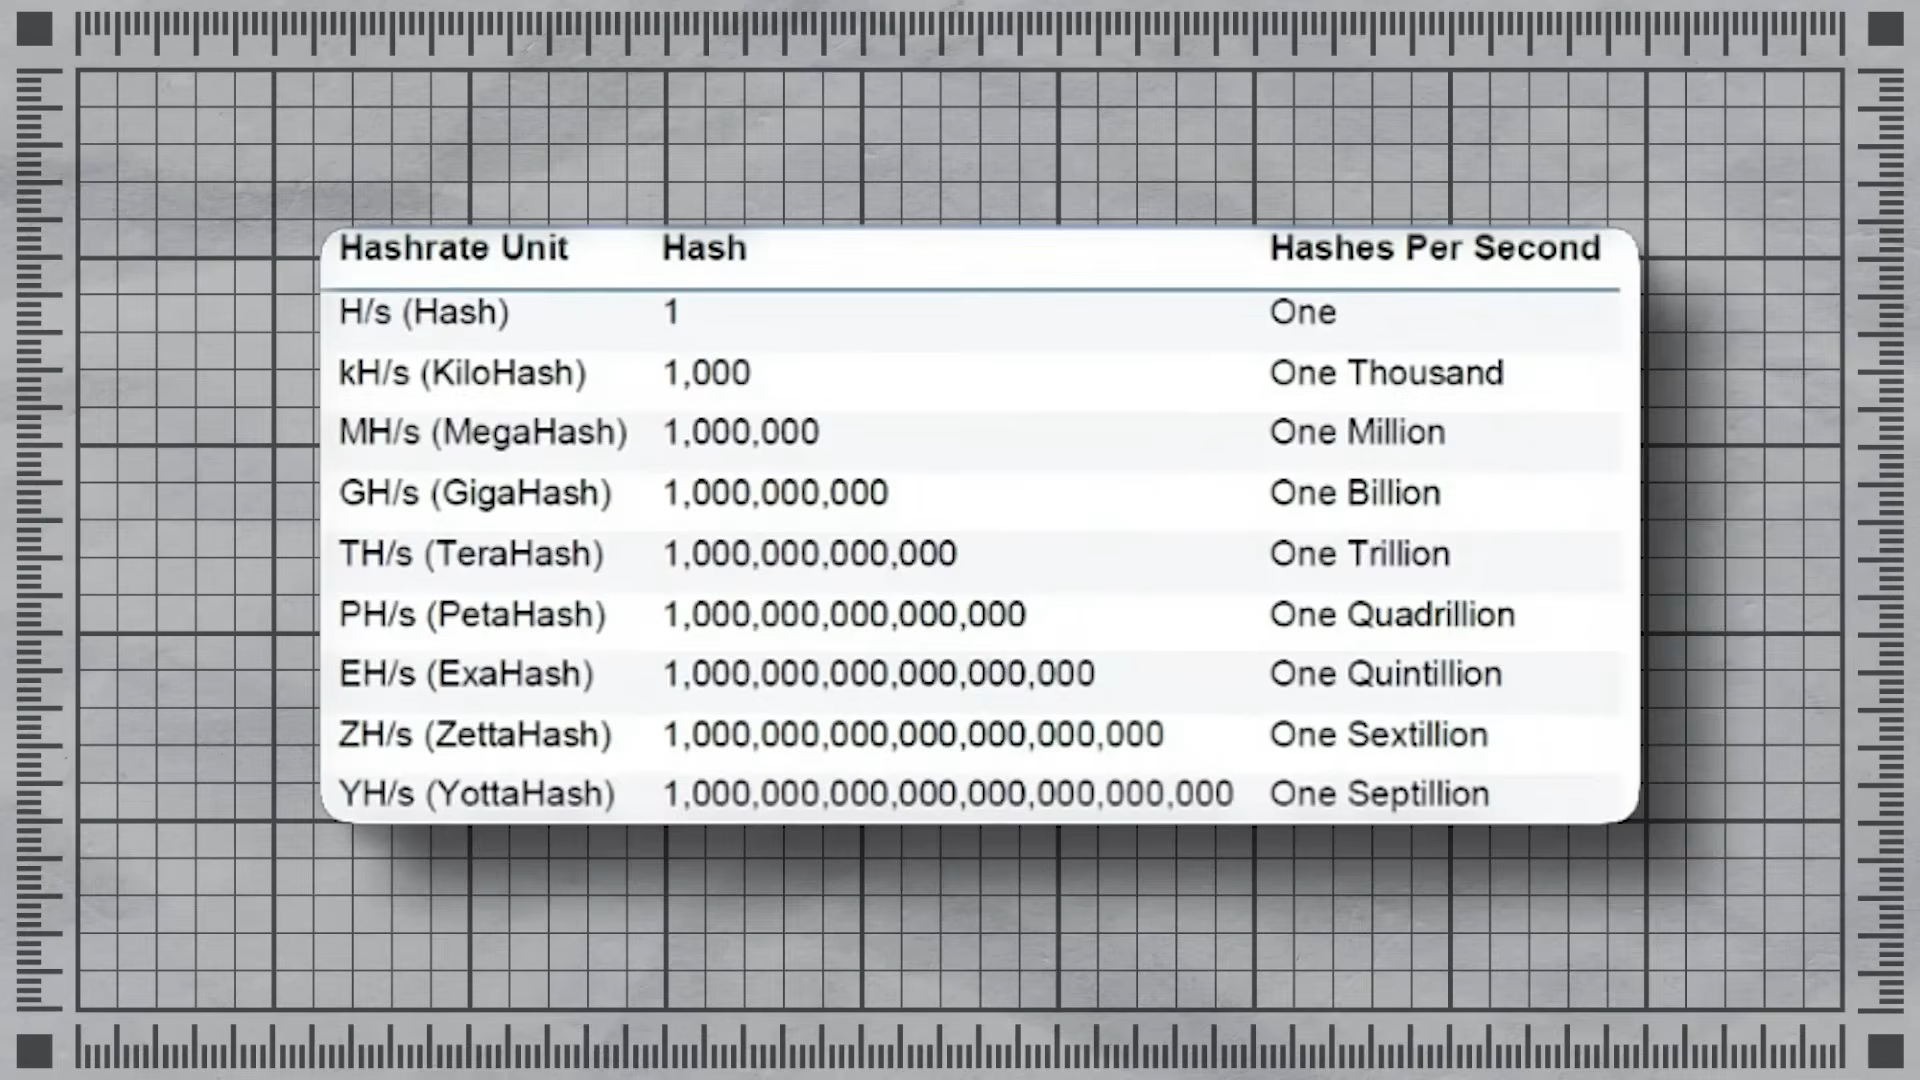 Hashrate Unit Hash Hashes Per Second
H/s (Hash) 1 One
kH/s (KiloHash) 1,000 One Thousand
MH/s (MegaHash) 1,000,000 One Million
GH/s (GigaHash) 1,000,000,000 One Billion
TH/s (TeraHash) 1,000,000,000,000 One Trillion
PH/s (PetaHash) 1,000,000,000,000,000 One Quadrillion
EH/s (ExaHash) 1,000,000,000,000,000,000 One Quintillion
ZH/s (ZettaHash) 1,000,000,000,000,000,000,000 One Sextillion
YH/s (YottaHash) 1,000,000,000,000,000,000,000,000 One Septillion